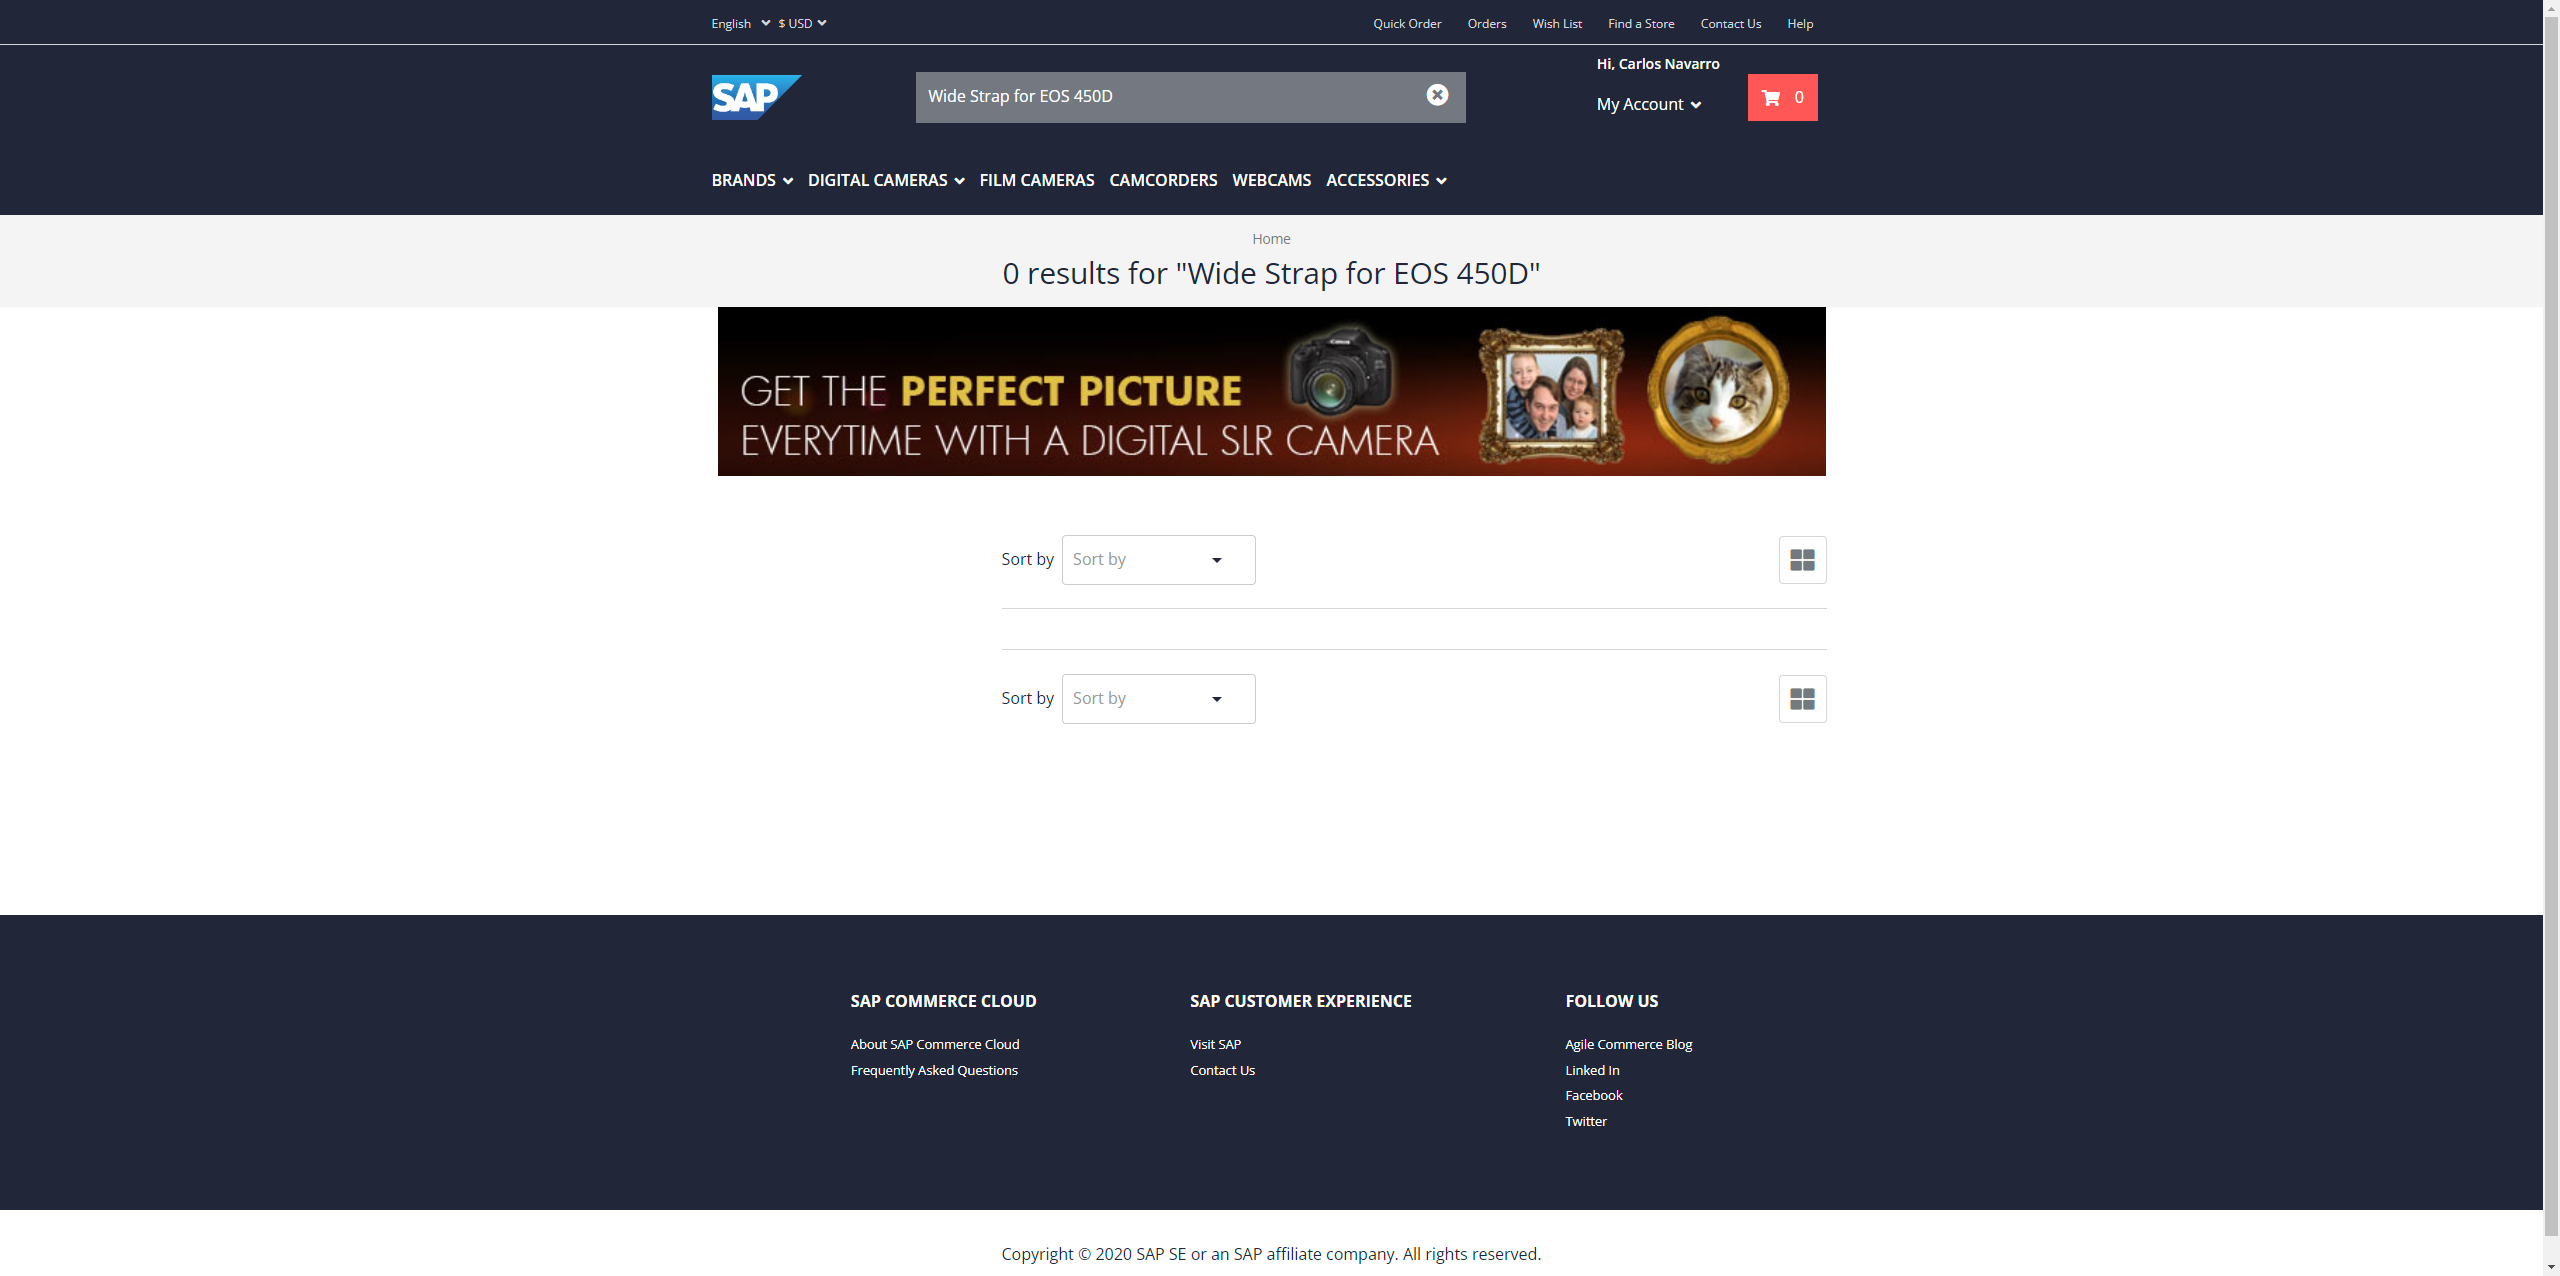 English $ USD Quick Order Orders Wish List Find a Store Contact Us Help
Hi, Carlos Navarro
SAP Wide Strap for EOS 450D My Account 0
BRANDS DIGITAL CAMERAS FILM CAMERAS CAMCORDERS WEBCAMS ACCESSORIES
Home
0 results for "Wide Strap for EOS 450D"
Canon
GET THE PERFECT PICTURE
EVERYTIME WITH A DIGITAL SLR CAMERA
Sort by Sort by
Sort by Sort by
SAP COMMERCE CLOUD
About SAP Commerce Cloud
Frequently Asked Questions
SAP CUSTOMER EXPERIENCE
Visit SAP
Contact Us
FOLLOW US
Agile Commerce Blog
Linked In
Facebook
Twitter
Copyright © 2020 SAP SE or an SAP affiliate company. All rights reserved.